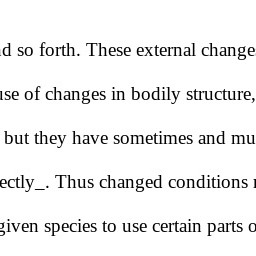 d so forth. These external change
se of changes in bodily structure,
but they have sometimes and mu
ectly_. Thus changed conditions
given species to use certain parts o